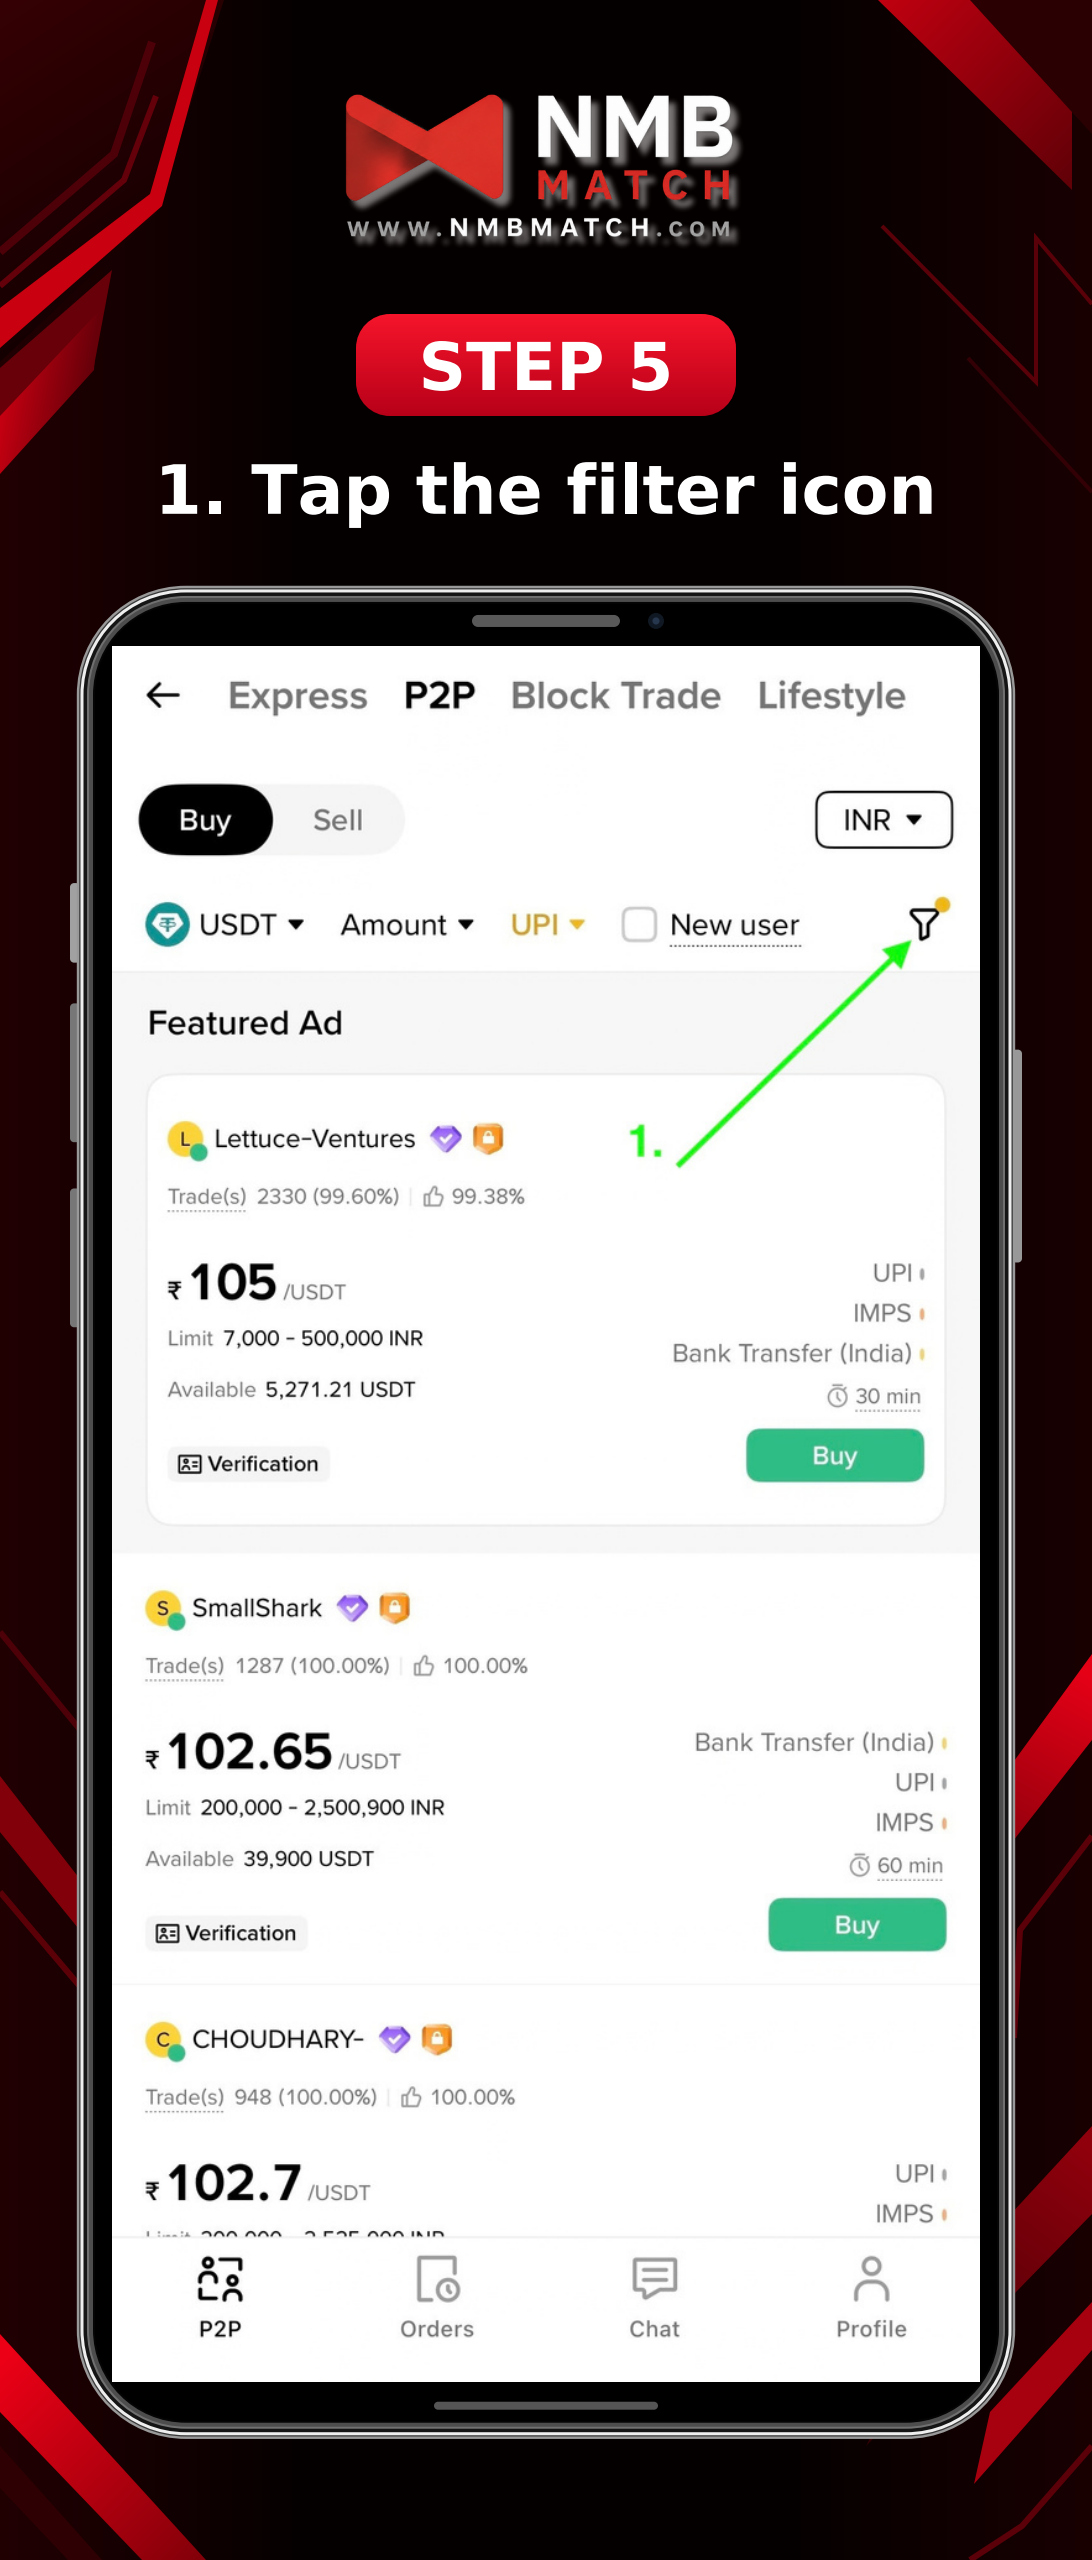 NMB
MATCH
WWW.NMBMATCH.COM
STEP 5
1. Tap the filter icon
Express P2P Block Trade Lifestyle
Buy Sell INR
USDT Amount UPI New user
Featured Ad
1.
L Lettuce-Ventures
Trade(s) 2330 (99.60%) 99.38%
₹ 105 /USDT
UPI
IMPS
Limit 7,000 - 500,000 INR
Bank Transfer (India)
Available 5,271.21 USDT
30 min
Verification
Buy
S SmallShark
Trade(s) 1287 (100.00%) 100.00%
₹ 102.65 /USDT
Bank Transfer (India)
UPI
Limit 200,000 - 2,500,900 INR
IMPS
Available 39,900 USDT
60 min
Verification
Buy
C CHOUDHARY-
Trade(s) 948 (100.00%) 100.00%
₹ 102.7 /USDT
UPI
IMPS
P2P Orders Chat Profile